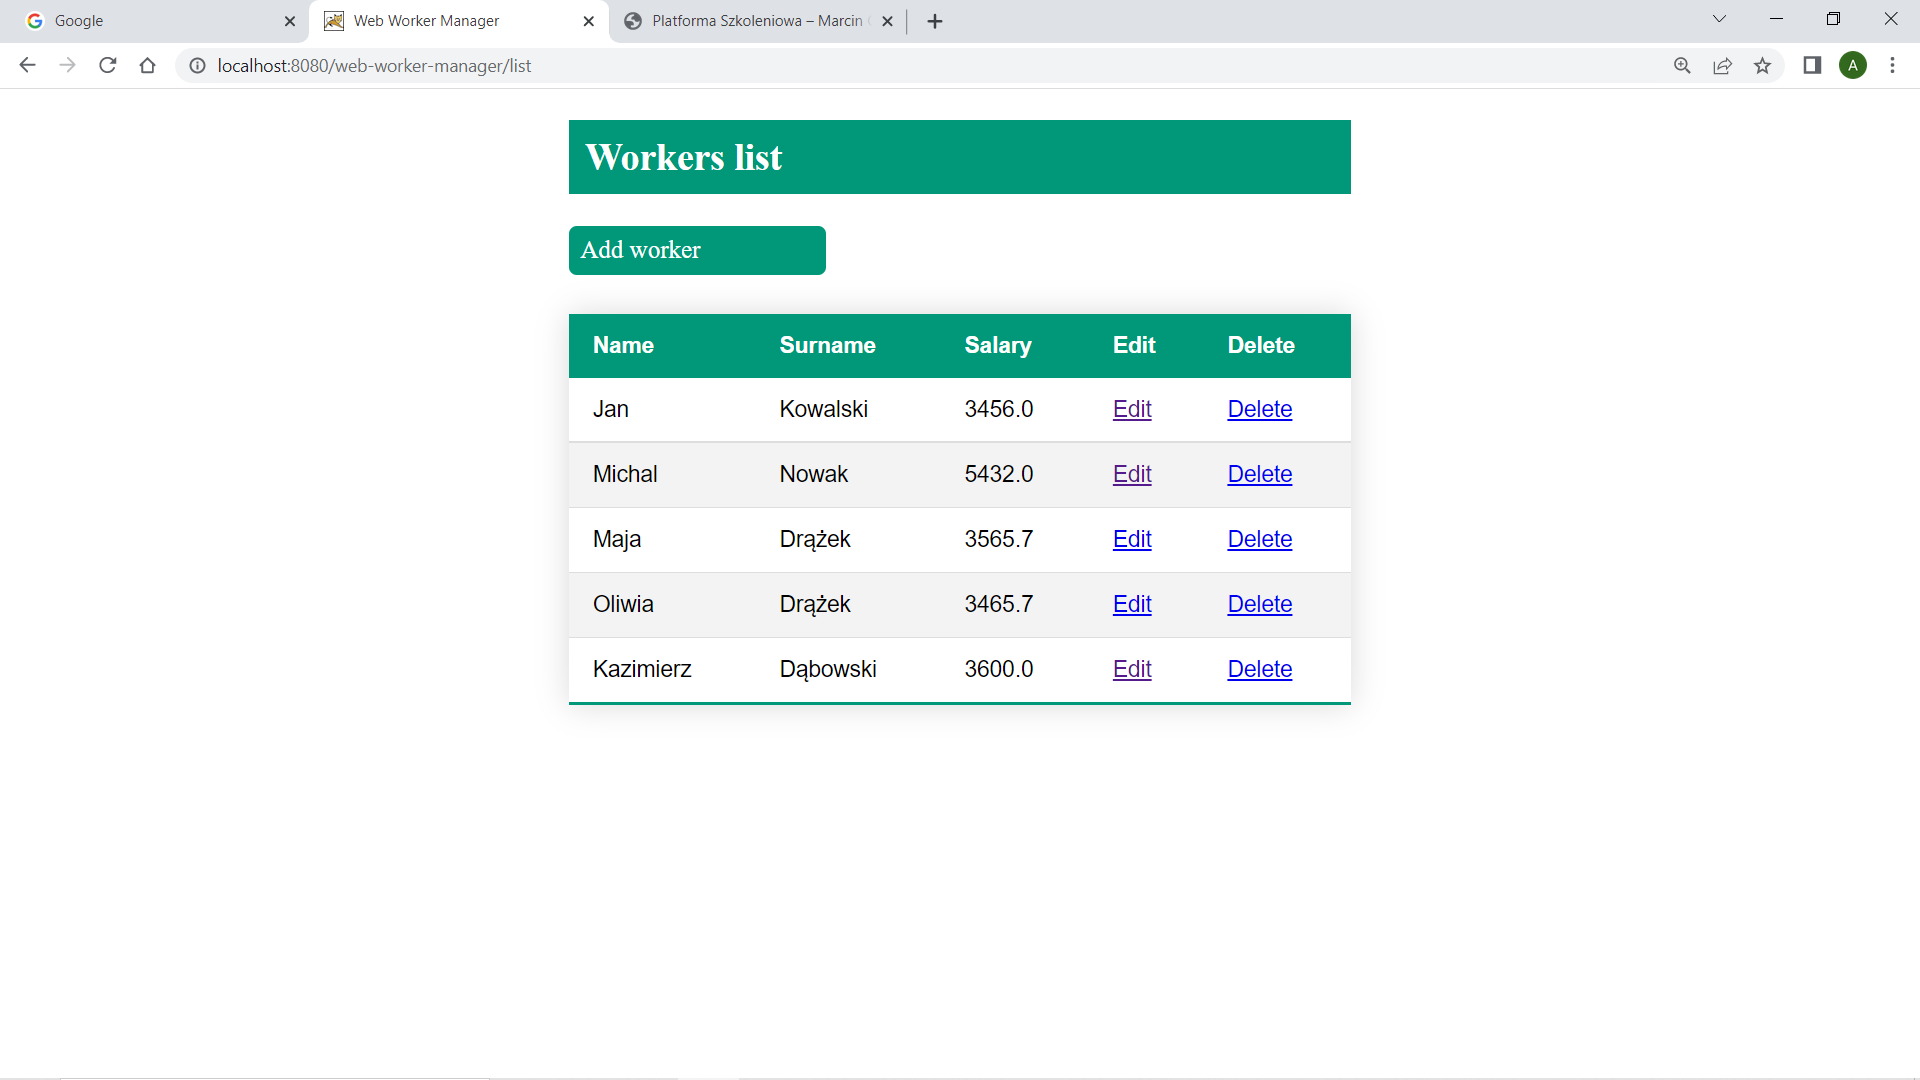 Google
Web Worker Manager
Platforma Szkoleniowa – Marcin
localhost:8080/web-worker-manager/list
A
Workers list
Add worker
Name Surname Salary Edit Delete
Jan Kowalski 3456.0 Edit Delete
Michal Nowak 5432.0 Edit Delete
Maja Drążek 3565.7 Edit Delete
Oliwia Drążek 3465.7 Edit Delete
Kazimierz Dąbowski 3600.0 Edit Delete